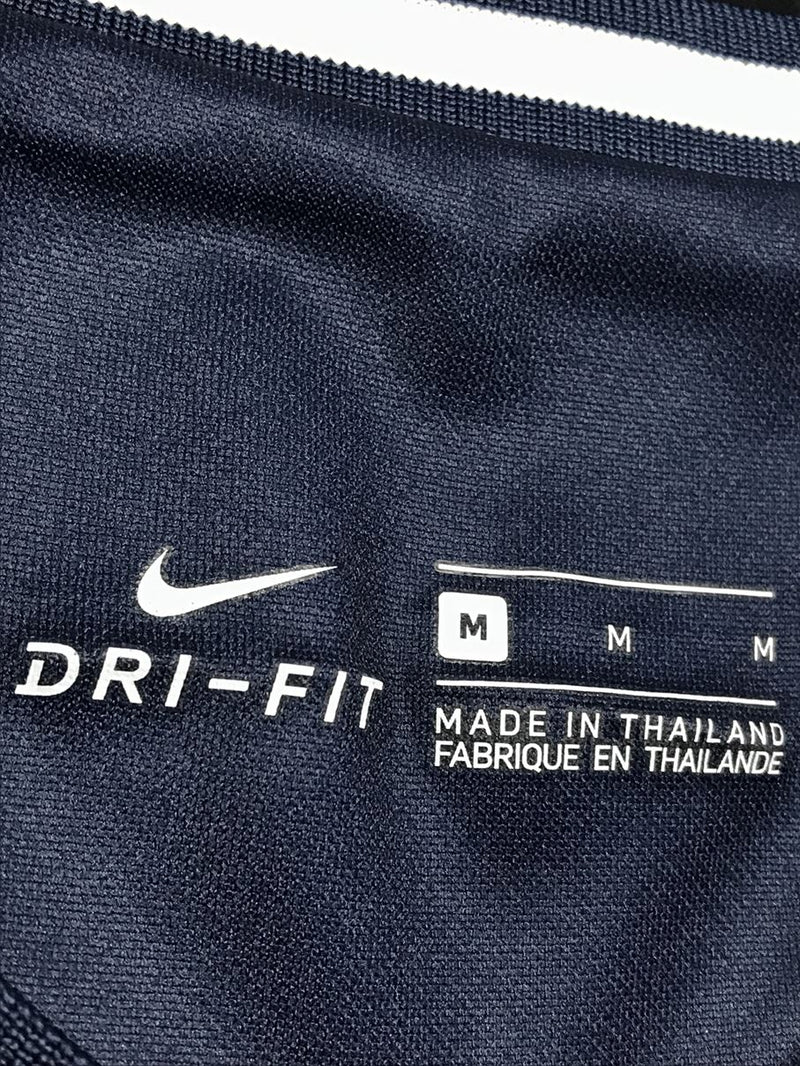 DRI-FIT
M M M
MADE IN THAILAND
FABRIQUE EN THAILANDE